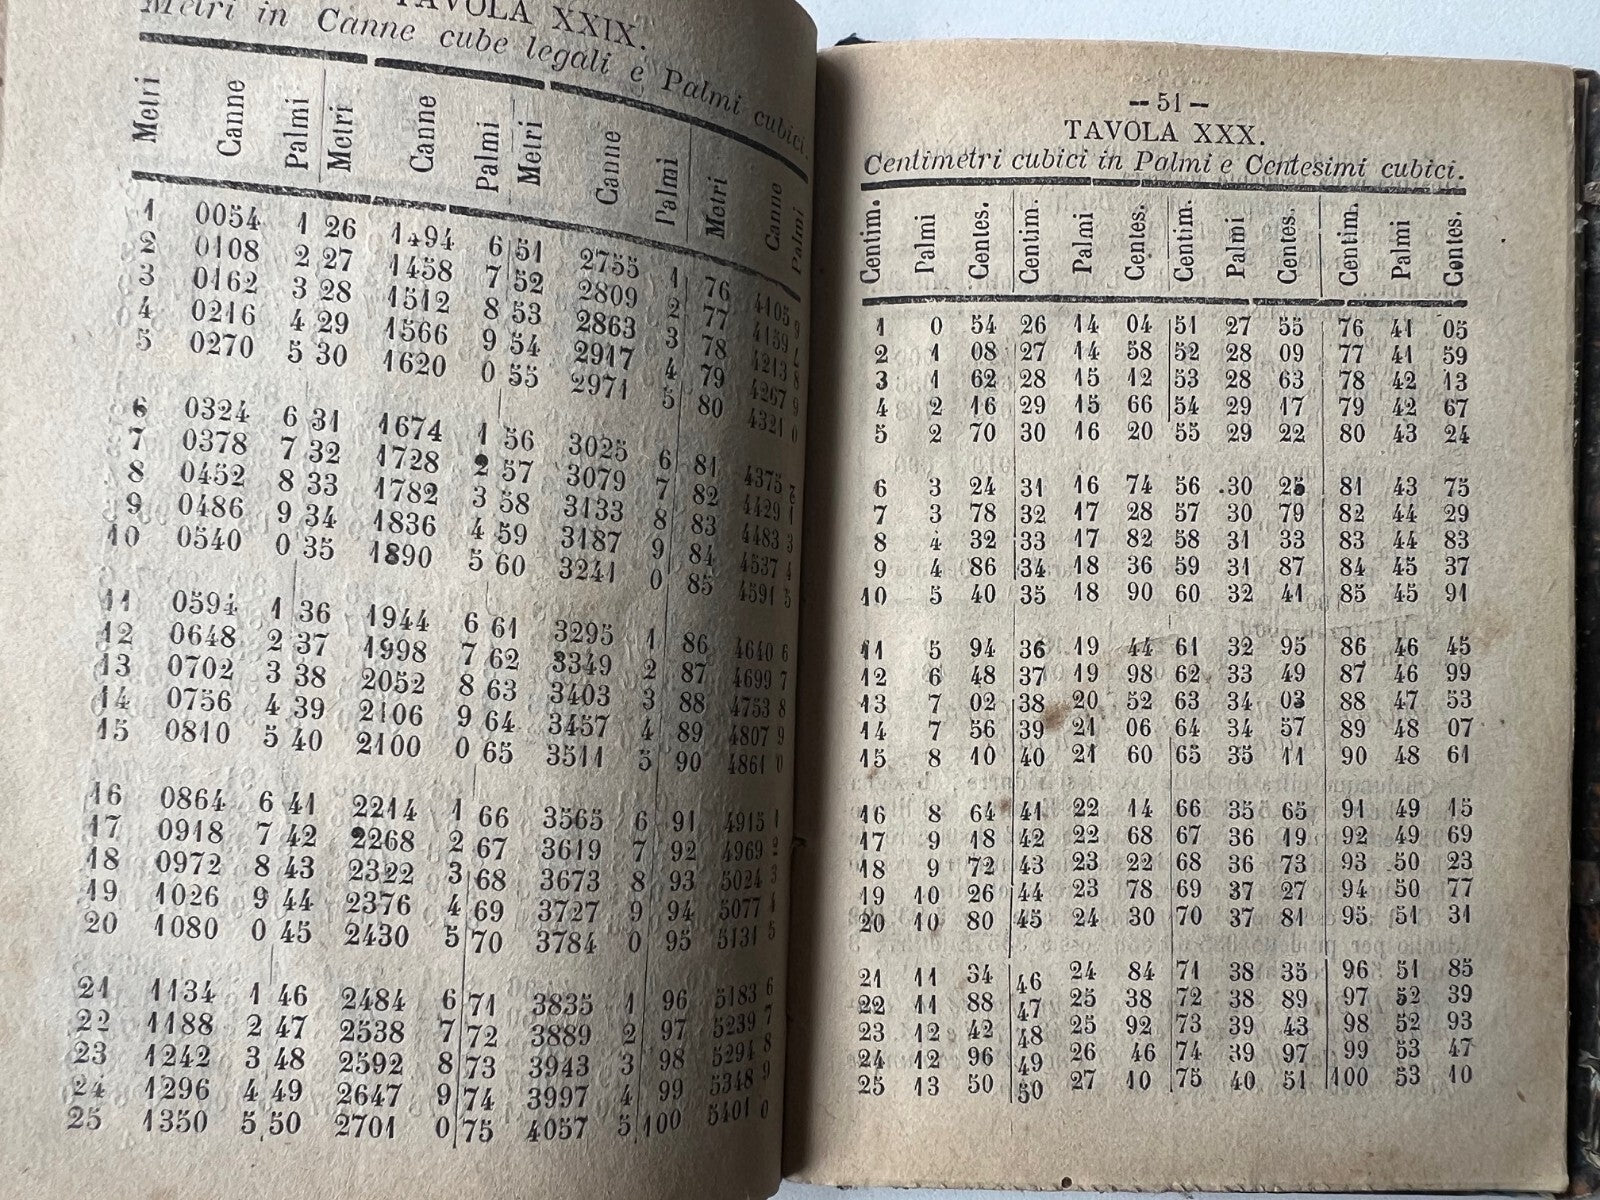 TAVOLA XXIX.
Metri in Canne cube legali e Palmi cubici.
Metri Canne Palmi Metri Canne Palmi Metri Canne Palmi Metri Canne Palmi
1 0054 1 26 1494 6 51 2755 1 76 4105
2 0108 2 27 1458 7 52 2809 2 77 4159
3 0162 3 28 1512 8 53 2863 3 78 4213 8
4 0216 4 29 1566 9 54 2917 4 79 4267 9
5 0270 5 30 1620 0 55 2971 5 80 4321 0
6 0324 6 31 1674 1 56 3025 6 81 4375
7 0378 7 32 1728 2 57 3079 7 82 4429
8 0452 8 33 1782 3 58 3133 8 83 4483 3
9 0486 9 34 1836 4 59 3187 9 84 4537 4
10 0540 0 35 1890 5 60 3241 0 85 4591 5
11 0594 1 36 1944 6 61 3295 1 86 4640 6
12 0648 2 37 1998 7 62 3349 2 87 4699 7
13 0702 3 38 2052 8 63 3403 3 88 4753 8
14 0756 4 39 2106 9 64 3457 4 89 4807 9
15 0810 5 40 2100 0 65 3511 5 90 4861 0
16 0864 6 41 2214 1 66 3565 6 91 4915 1
17 0918 7 42 2268 2 67 3619 7 92 4969 2
18 0972 8 43 2322 3 68 3673 8 93 5024 3
19 1026 9 44 2376 4 69 3727 9 94 5077 4
20 1080 0 45 2430 5 70 3784 0 95 5131 5
21 1134 1 46 2484 6 71 3835 1 96 5183 6
22 1188 2 47 2538 7 72 3889 2 97 5239 7
23 1242 3 48 2592 8 73 3943 3 98 5294 8
24 1296 4 49 2647 9 74 3997 4 99 5348 9
25 1350 5 50 2701 0 75 4057 5 100 5401 0
— 51 —
TAVOLA XXX.
Centimetri cubici in Palmi e Centesimi cubici.
Centim. Palmi Centes. Centim. Palmi Centes. Centim. Palmi Centes. Centim. Palmi Centes.
1 0 54 26 14 04 51 27 55 76 41 05
2 1 08 27 14 58 52 28 09 77 41 59
3 1 62 28 15 12 53 28 63 78 42 13
4 2 16 29 15 66 54 29 17 79 42 67
5 2 70 30 16 20 55 29 22 80 43 24
6 3 24 31 16 74 56 30 25 81 43 75
7 3 78 32 17 28 57 30 79 82 44 29
8 4 32 33 17 82 58 31 33 83 44 83
9 4 86 34 18 36 59 31 87 84 45 37
10 5 40 35 18 90 60 32 41 85 45 91
11 5 94 36 19 44 61 32 95 86 46 45
12 6 48 37 19 98 62 33 49 87 46 99
13 7 02 38 20 52 63 34 03 88 47 53
14 7 56 39 21 06 64 34 57 89 48 07
15 8 10 40 21 60 65 35 11 90 48 61
16 8 64 41 22 14 66 35 65 91 49 15
17 9 18 42 22 68 67 36 19 92 49 69
18 9 72 43 23 22 68 36 73 93 50 23
19 10 26 44 23 78 69 37 27 94 50 77
20 10 80 45 24 30 70 37 81 95 51 31
21 11 34 46 24 84 71 38 35 96 51 85
22 11 88 47 25 38 72 38 89 97 52 39
23 12 42 48 25 92 73 39 43 98 52 93
24 12 96 49 26 46 74 39 97 99 53 47
25 13 50 50 27 10 75 40 51 100 53 10